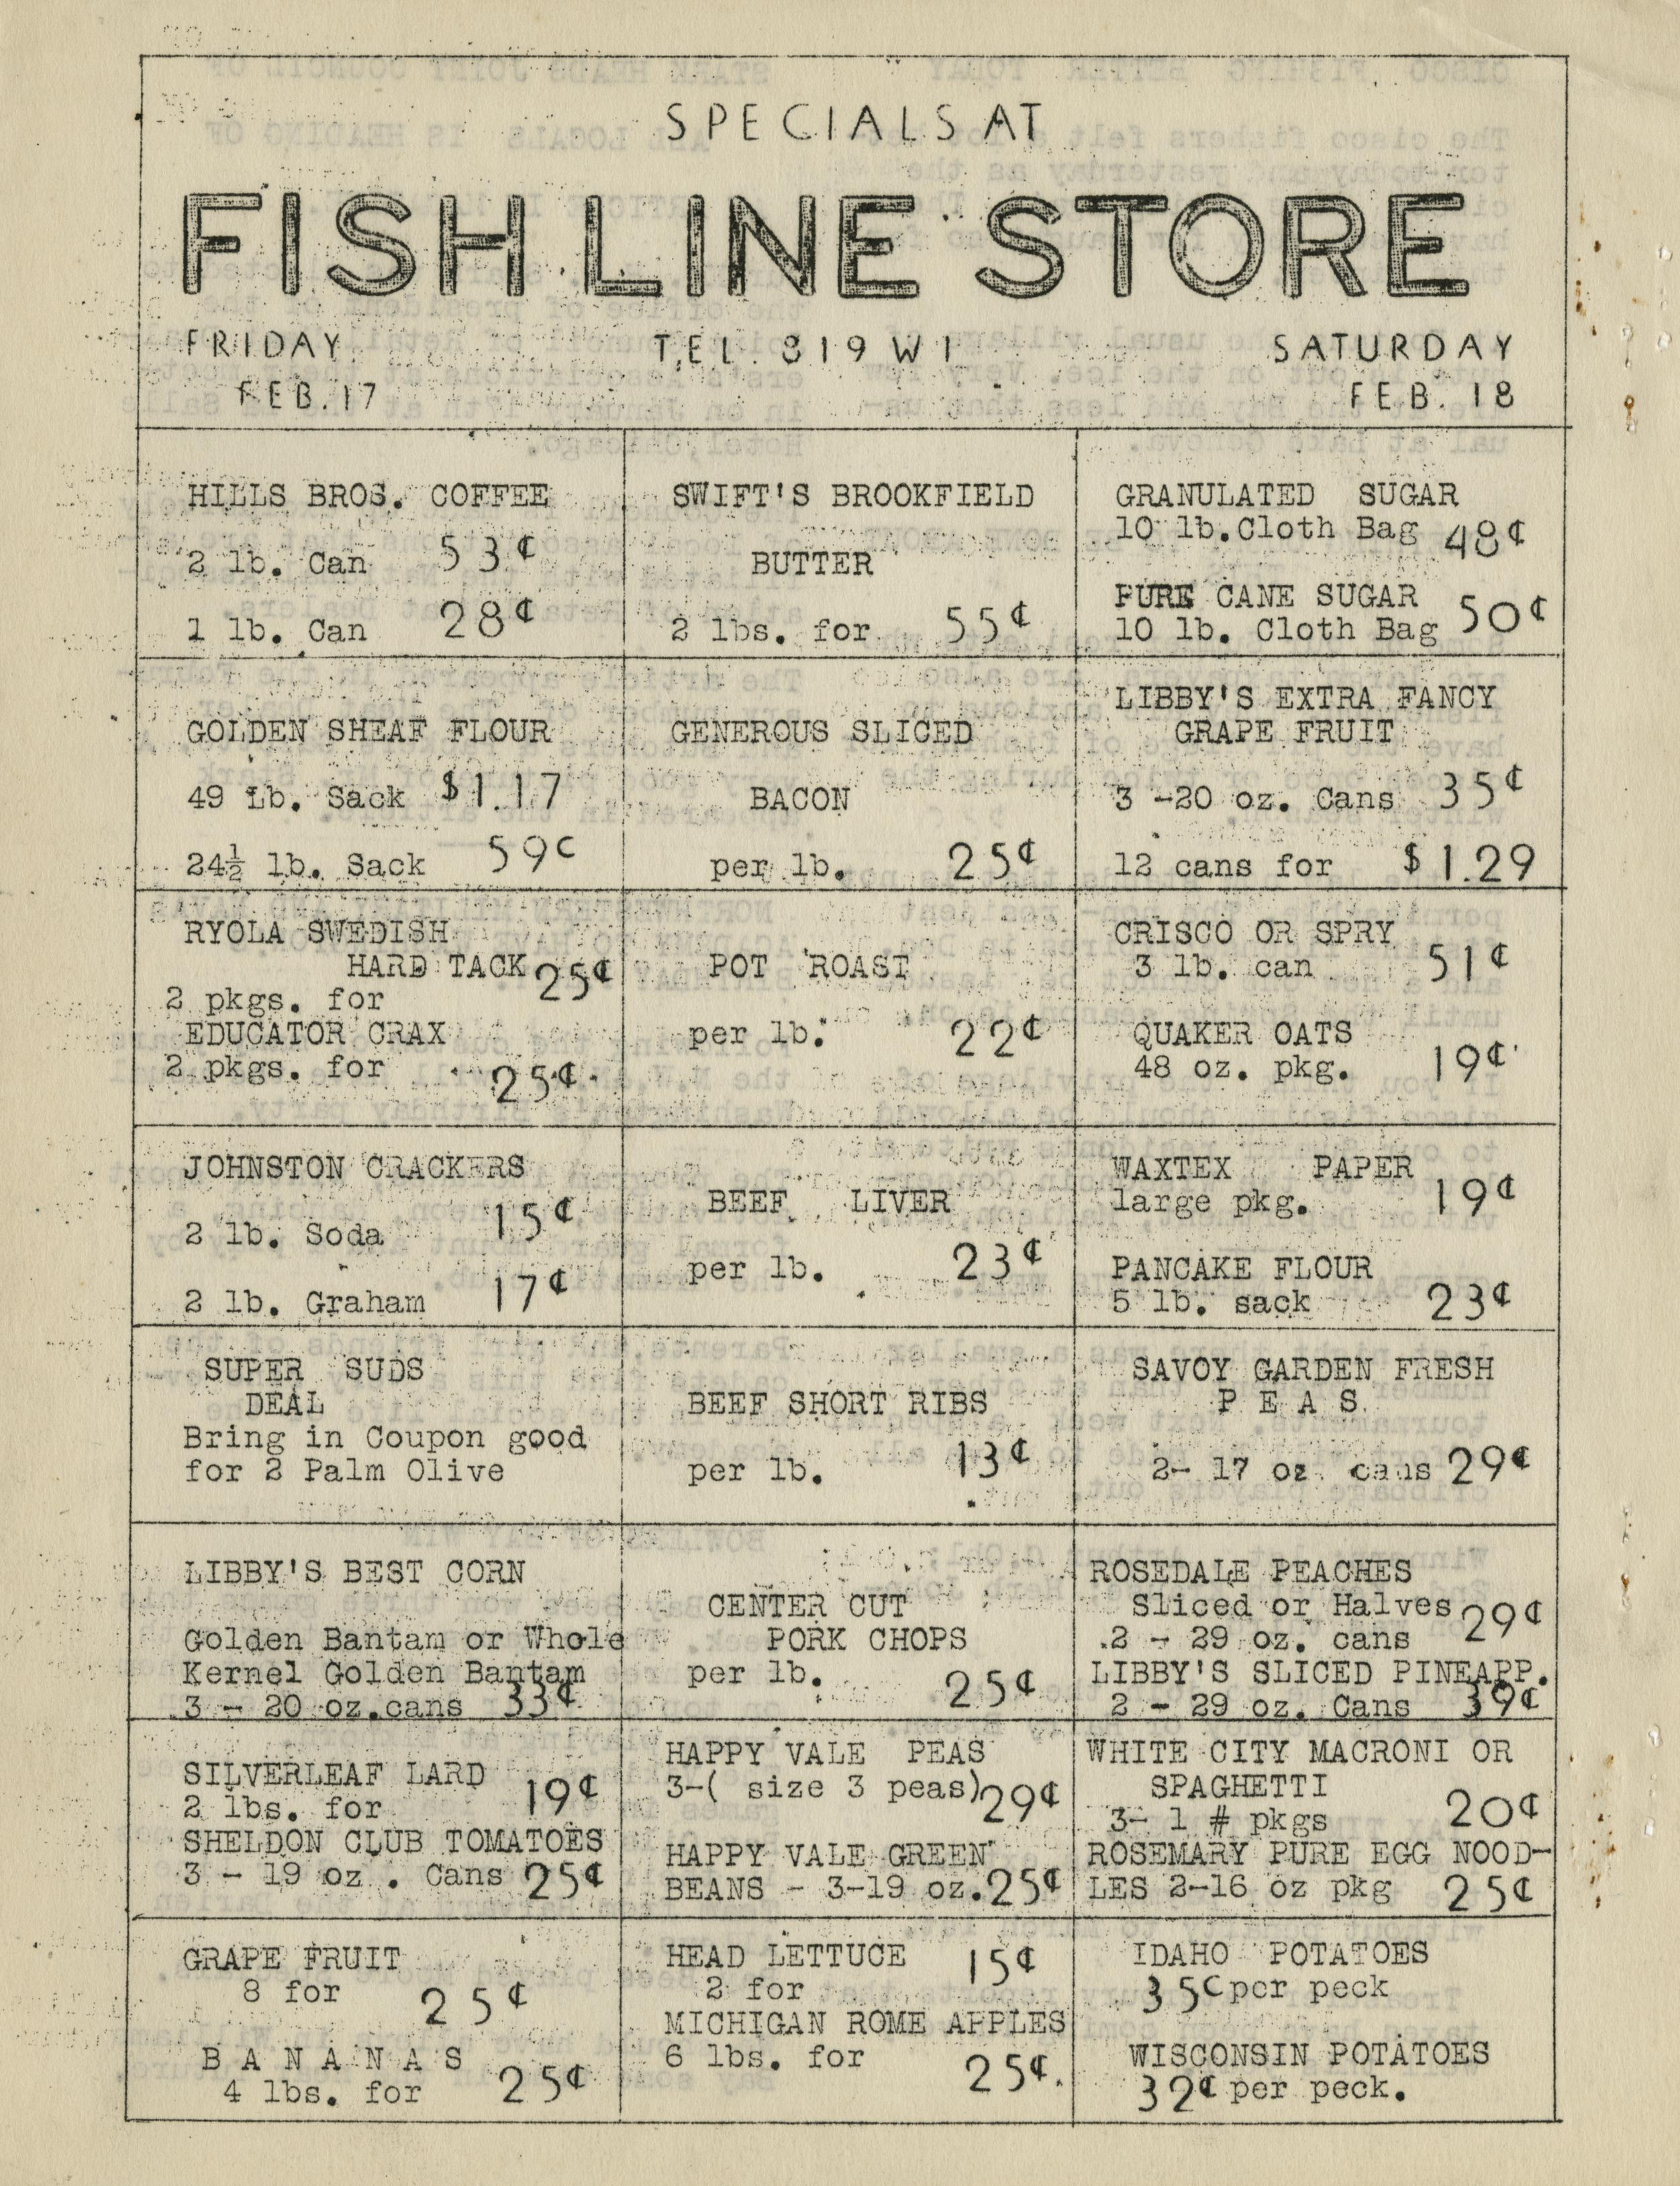 SPECIALS AT
FISH LINE STORE
FRIDAY TEL. 319 W 1 SATURDAY
FEB. 17 FEB. 18
HILLS BROS. COFFEE
2 lb. Can 53¢
1 lb. Can 28¢
SWIFT'S BROOKFIELD
BUTTER
2 lbs. for 55¢
GRANULATED SUGAR
10 lb. Cloth Bag 48¢
PURE CANE SUGAR
10 lb. Cloth Bag 50¢
GOLDEN SHEAF FLOUR
49 Lb. Sack $1.17
24½ lb. Sack 59c
GENEROUS SLICED
BACON
per lb. 25¢
LIBBY'S EXTRA FANCY
GRAPE FRUIT
3 -20 oz. Cans 35¢
12 cans for $1.29
RYOLA SWEDISH
HARD TACK 25¢
2 pkgs. for
EDUCATOR CRAX
2 pkgs. for 25¢
POT ROAST
per lb. 22¢
CRISCO OR SPRY
3 lb. can 51¢
QUAKER OATS
48 oz. pkg. 19¢
JOHNSTON CRACKERS
2 lb. Soda 15¢
2 lb. Graham 17¢
BEEF LIVER
per lb. 23¢
WAXTEX PAPER
large pkg. 19¢
PANCAKE FLOUR
5 lb. sack 23¢
SUPER SUDS
DEAL
Bring in Coupon good
for 2 Palm Olive
BEEF SHORT RIBS
per lb. 13¢
SAVOY GARDEN FRESH
P E A S
2- 17 oz. cans 29¢
LIBBY'S BEST CORN
Golden Bantam or Whole
Kernel Golden Bantam
3 - 20 oz.cans 33¢
CENTER CUT
PORK CHOPS
per lb. 25¢
ROSEDALE PEACHES
Sliced or Halves 29¢
2 - 29 oz. cans
LIBBY'S SLICED PINEAPP.
2 - 29 oz. Cans 39¢
SILVERLEAF LARD 19¢
2 lbs. for
SHELDON CLUB TOMATOES
3 - 19 oz . Cans 25¢
HAPPY VALE PEAS
3-( size 3 peas) 29¢
HAPPY VALE GREEN
BEANS - 3-19 oz. 25¢
WHITE CITY MACRONI OR
SPAGHETTI
3- 1 # pkgs 20¢
ROSEMARY PURE EGG NOOD-
LES 2-16 oz pkg 25¢
GRAPE FRUIT
8 for 25¢
B A N A N A S
4 lbs. for 25¢
HEAD LETTUCE 15¢
2 for
MICHIGAN ROME APPLES
6 lbs. for 25¢.
IDAHO POTATOES
35c per peck
WISCONSIN POTATOES
32¢ per peck.